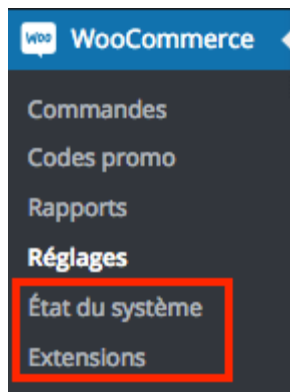 Woo WooCommerce
Commandes
Codes promo
Rapports
Réglages
État du système
Extensions